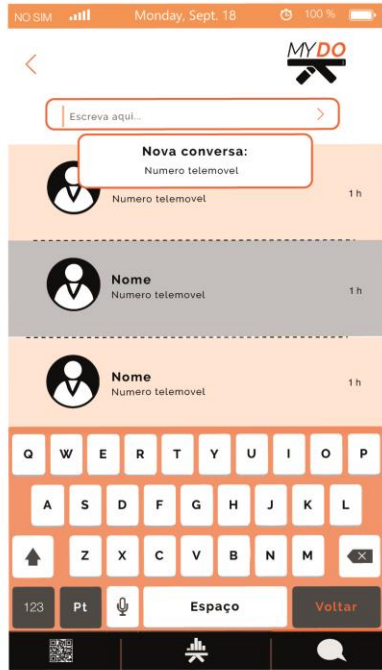 NO SIM Monday, Sept. 18 100 %
MYDO
Escreva aqui...
Nova conversa:
Numero telemovel
Numero telemovel
1 h
Nome
Numero telemovel
1 h
Nome
Numero telemovel
1 h
Q W E R T Y U I O P
A S D F G H J K L
Z X C V B N M
123 Pt Espaço Voltar